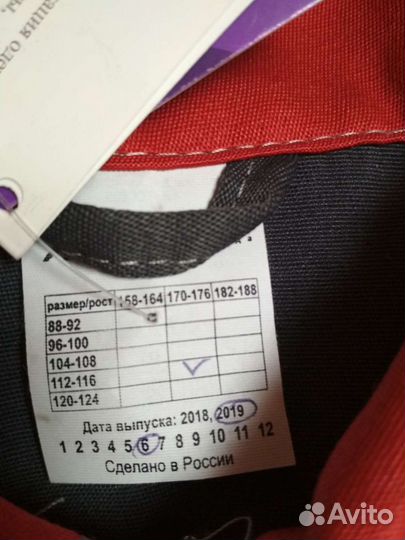 размер/рост 158-164 170-176 182-188
88-92
96-100
104-108
112-116
120-124
Дата выпуска: 2018, 2019
1 2 3 4 5 6 7 8 9 10 11 12
Сделано в России
Avito